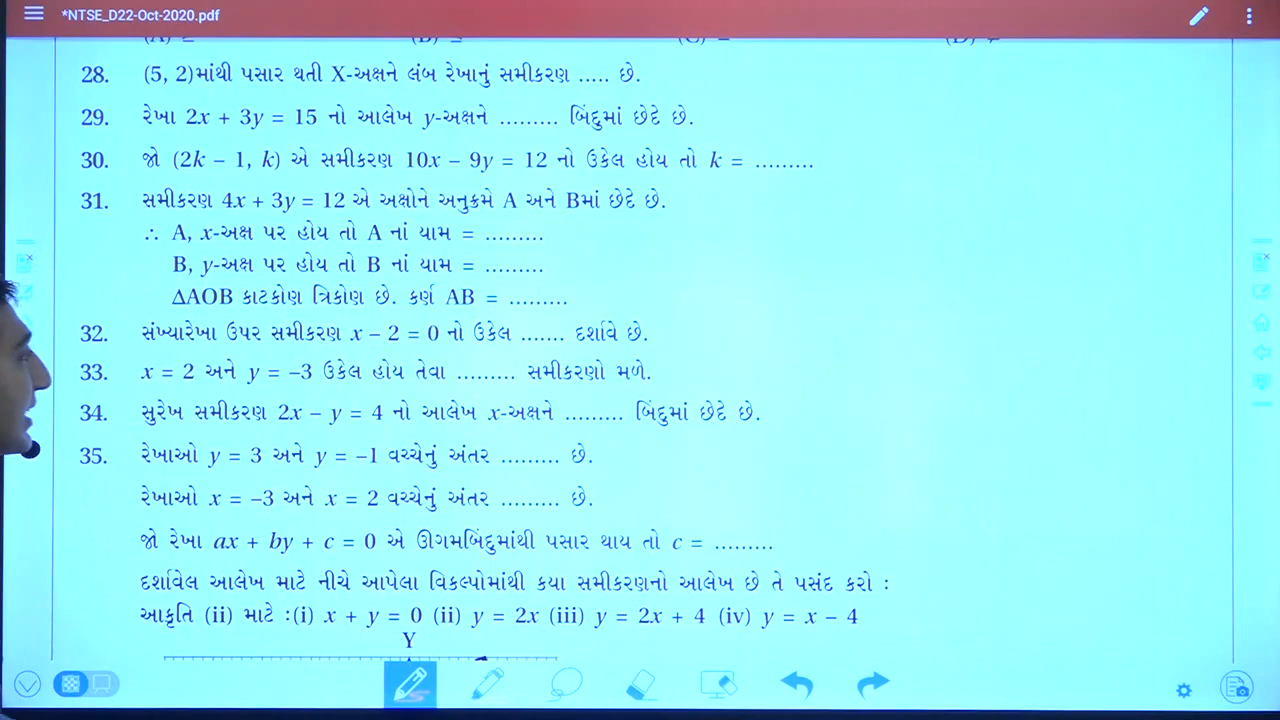 *NTSE_D22-Oct-2020.pdf
28. (5, 2)માંથી પસાર થતી X-અક્ષને લંબ રેખાનું સમીકરણ ..... છે.
29. રેખા 2x + 3y = 15 નો આલેખ y-અક્ષને ......... બિંદુમાં છેદે છે.
30. જો (2k – 1, k) એ સમીકરણ 10x – 9y = 12 નો ઉકેલ હોય તો k = .........
31. સમીકરણ 4x + 3y = 12 એ અક્ષોને અનુક્રમે A અને Bમાં છેદે છે.
∴ A, x-અક્ષ પર હોય તો A નાં યામ = .........
B, y-અક્ષ પર હોય તો B નાં યામ = .........
ΔAOB કાટકોણ ત્રિકોણ છે. કર્ણ AB = .........
32. સંખ્યારેખા ઉપર સમીકરણ x – 2 = 0 નો ઉકેલ ....... દર્શાવે છે.
33. x = 2 અને y = –3 ઉકેલ હોય તેવા ......... સમીકરણો મળે.
34. સુરેખ સમીકરણ 2x – y = 4 નો આલેખ x-અક્ષને ......... બિંદુમાં છેદે છે.
35. રેખાઓ y = 3 અને y = –1 વચ્ચેનું અંતર ......... છે.
રેખાઓ x = –3 અને x = 2 વચ્ચેનું અંતર ......... છે.
જો રેખા ax + by + c = 0 એ ઊગમબિંદુમાંથી પસાર થાય તો c = .........
દર્શાવેલ આલેખ માટે નીચે આપેલા વિકલ્પોમાંથી કયા સમીકરણનો આલેખ છે તે પસંદ કરો :
આકૃતિ (ii) માટે :(i) x + y = 0 (ii) y = 2x (iii) y = 2x + 4 (iv) y = x – 4
Y